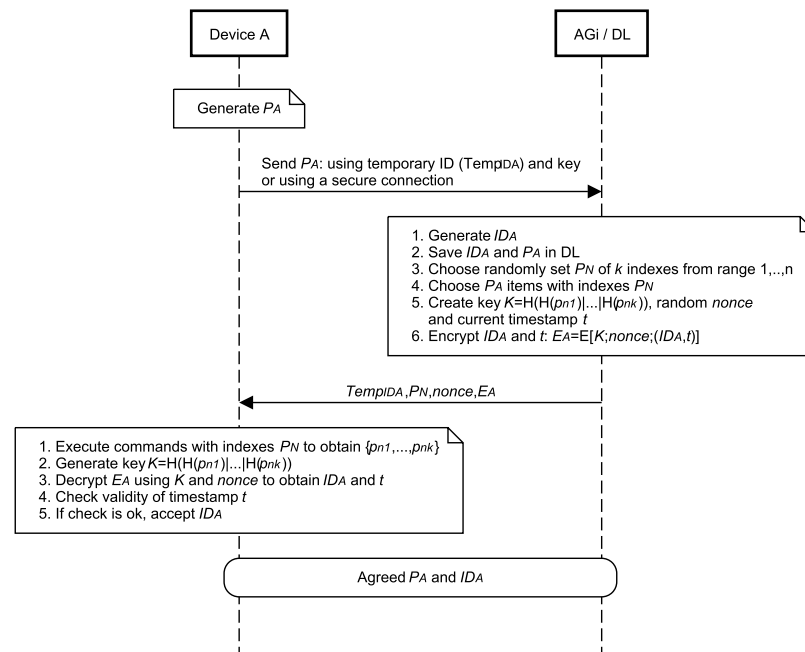 Device A
AGi / DL
Generate PA
Send PA: using temporary ID (TempIDA) and key
or using a secure connection
1. Generate IDA
2. Save IDA and PA in DL
3. Choose randomly set PN of k indexes from range 1,..,n
4. Choose PA items with indexes PN
5. Create key K=H(H(pn1)|...|H(pnk)), random nonce
and current timestamp t
6. Encrypt IDA and t: EA=E[K;nonce;(IDA,t)]
TempIDA,PN,nonce,EA
1. Execute commands with indexes PN to obtain {pn1,...,pnk}
2. Generate key K=H(H(pn1)|...|H(pnk))
3. Decrypt EA using K and nonce to obtain IDA and t
4. Check validity of timestamp t
5. If check is ok, accept IDA
Agreed PA and IDA